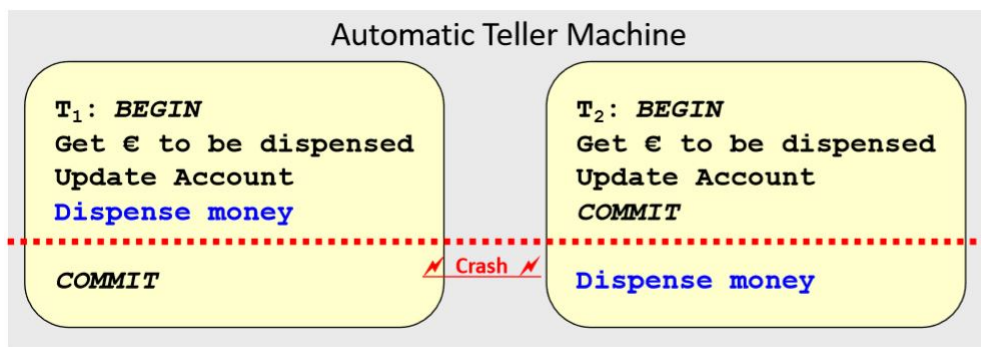 Automatic Teller Machine
T₁: BEGIN
Get € to be dispensed
Update Account
Dispense money
COMMIT
Crash
T₂: BEGIN
Get € to be dispensed
Update Account
COMMIT
Dispense money